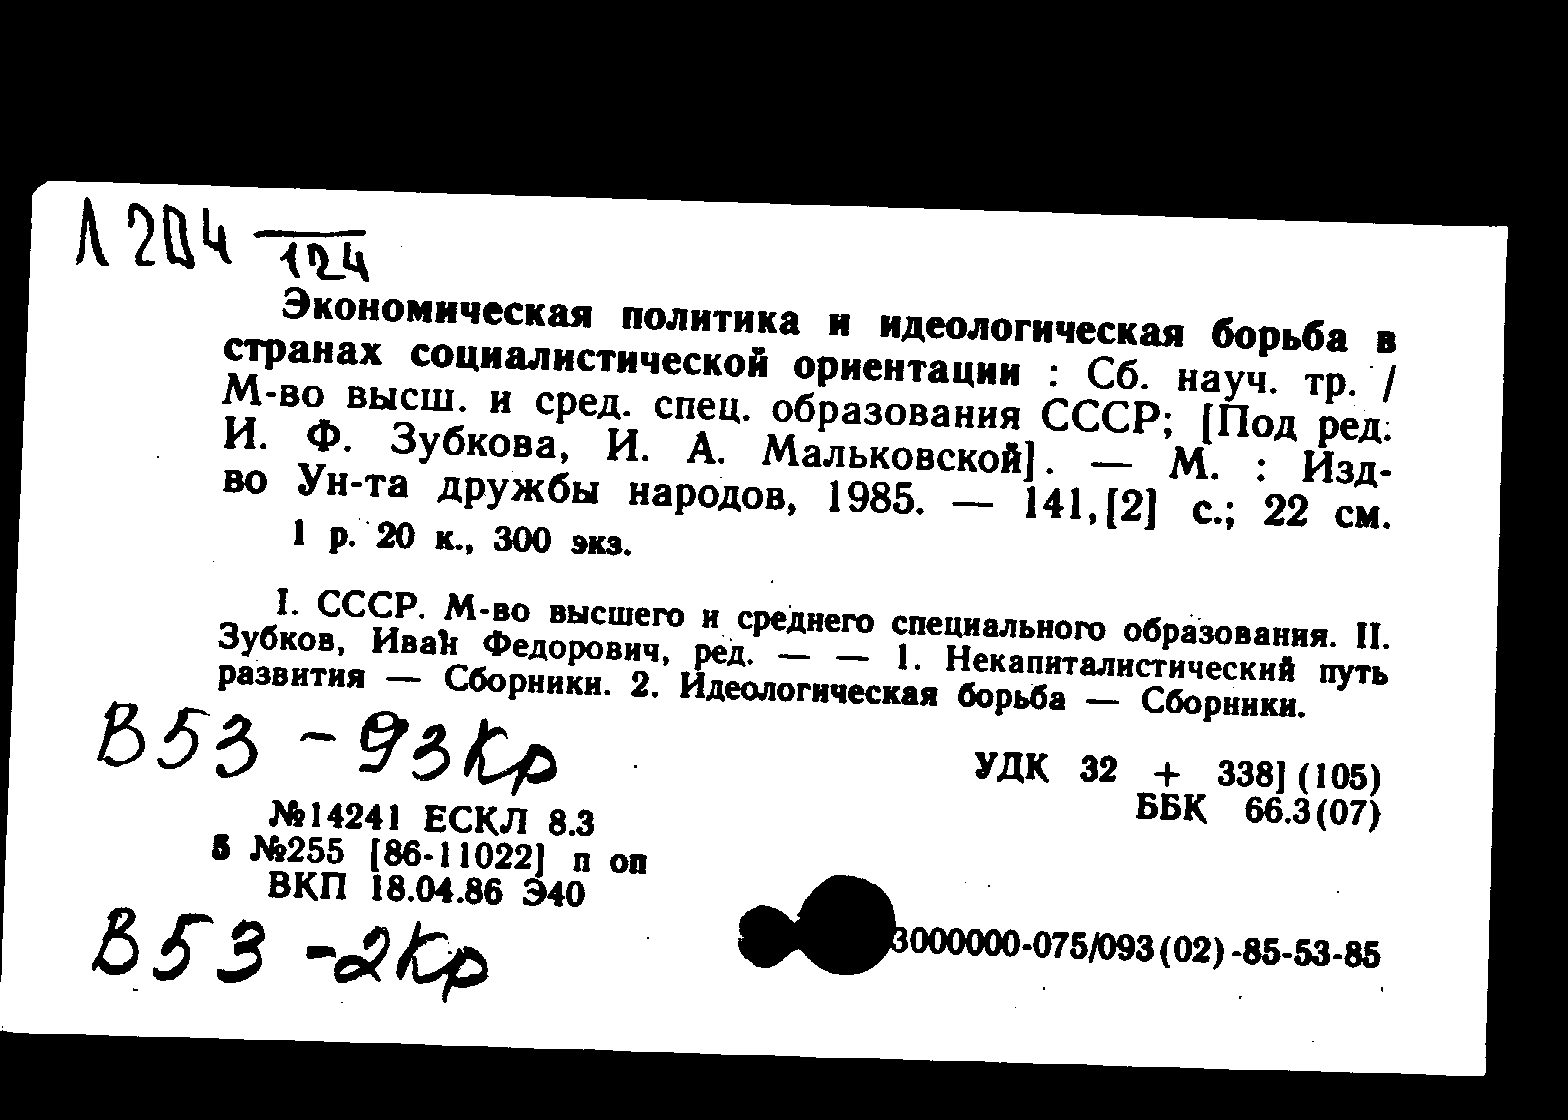 Л 204
124
Экономическая политика и идеологическая борьба в
странах социалистической ориентации : Сб. науч. тр. /
М-во высш. и сред. спец. образования СССР; [Под ред.
И. Ф. Зубкова, И. А. Мальковской]. — М. : Изд-
во Ун-та дружбы народов, 1985. — 141,[2] с.; 22 см.
1 р. 20 к., 300 экз.
I. СССР. М-во высшего и среднего специального образования. II.
Зубков, Иван Федорович, ред. — — 1. Некапиталистический путь
развития — Сборники. 2. Идеологическая борьба — Сборники.
В53 - 93Кр
УДК 32 + 338] (105)
ББК 66.3(07)
№14241 ЕСКЛ 8.3
5 №255 [86-11022] п оп
ВКП 18.04.86 Э40
В53 -2Кр
3000000-075/093(02)-85-53-85